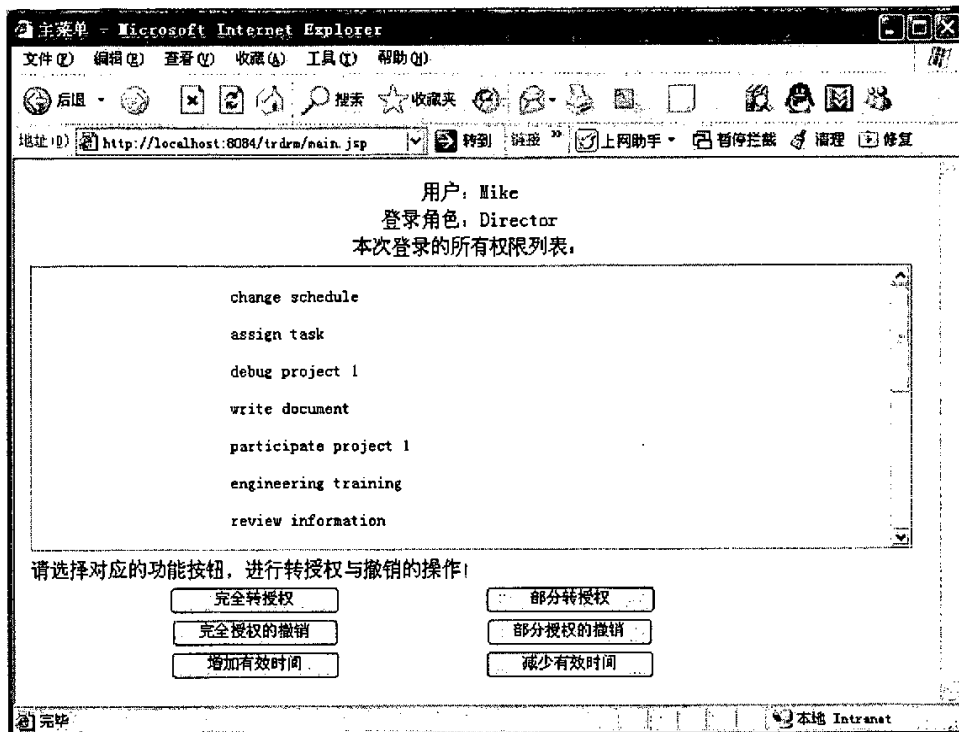 主菜单 - Microsoft Internet Explorer
文件(F) 编辑(E) 查看(V) 收藏(A) 工具(T) 帮助(H)
后退 搜索 收藏夹
地址(D) http://localhost:8084/trdrm/main.jsp 转到 链接 » 上网助手 暂停拦截 清理 修复
用户: Mike
登录角色: Director
本次登录的所有权限列表:
change schedule
assign task
debug project 1
write document
participate project 1
engineering training
review information
请选择对应的功能按钮，进行转授权与撤销的操作!
完全转授权 部分转授权
完全授权的撤销 部分授权的撤销
增加有效时间 减少有效时间
完毕 本地 Intranet